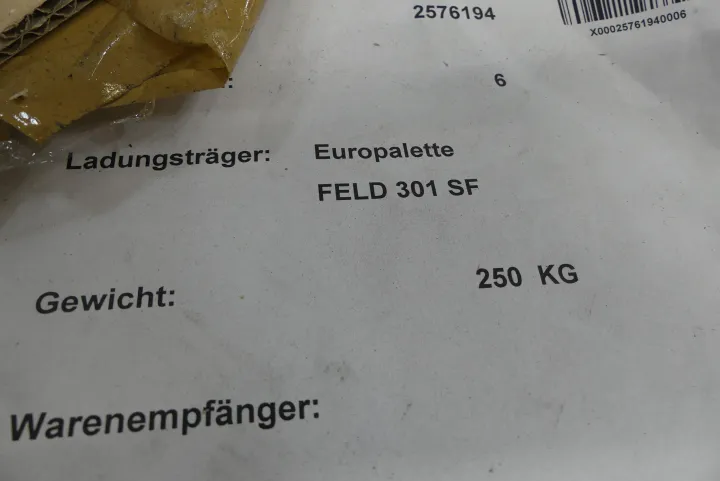 2576194
X00025761940006
: 6
Ladungsträger: Europalette
FELD 301 SF
Gewicht: 250 KG
Warenempfänger: